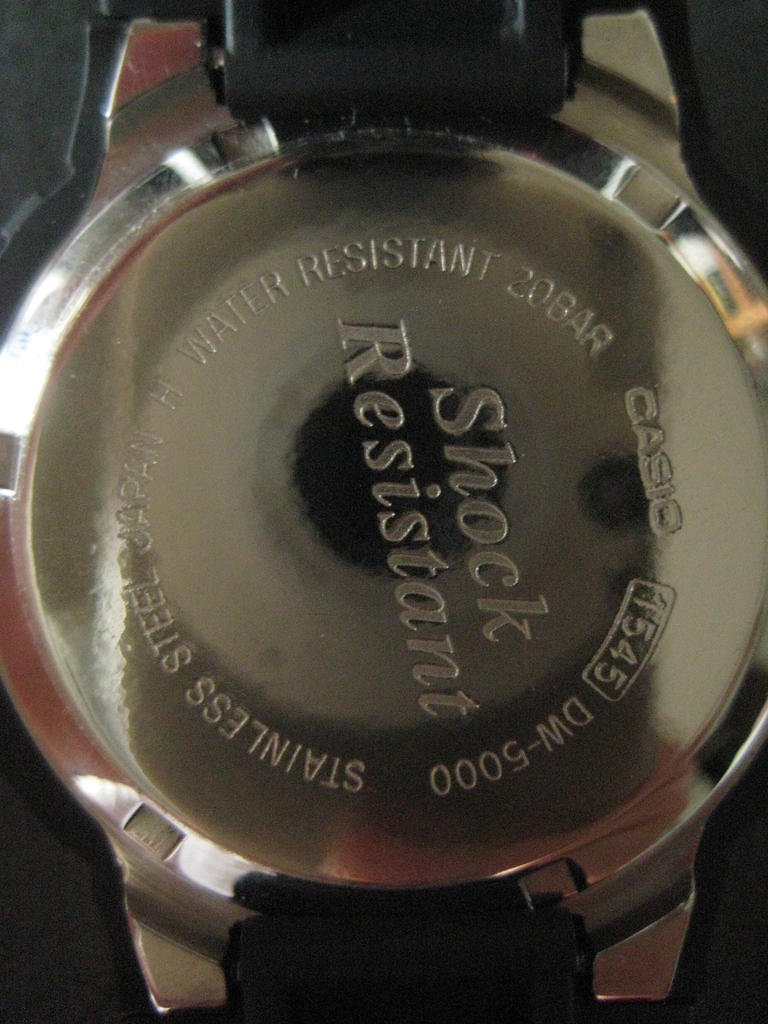 CASIO
1545
DW-5000
STAINLESS STEEL
JAPAN H
WATER RESISTANT 20BAR
Shock
Resistant